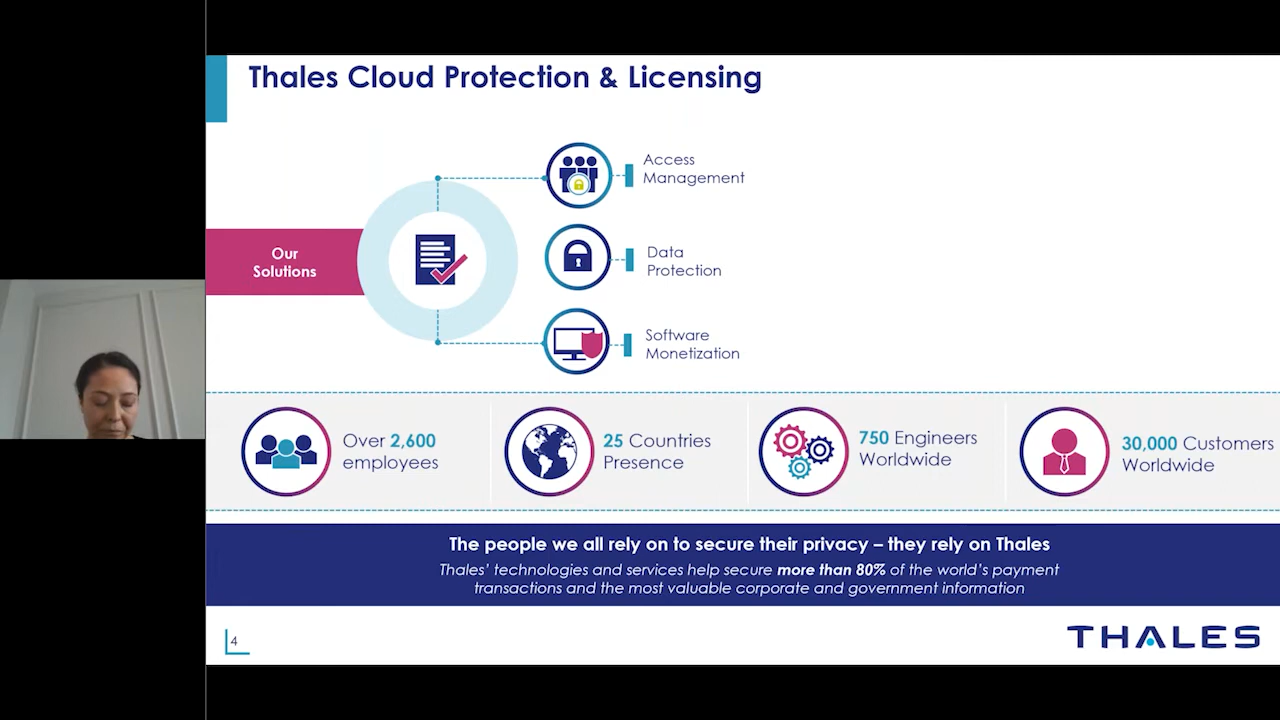 Thales Cloud Protection & Licensing
Access
Management
Our
Solutions
Data
Protection
Software
Monetization
Over 2,600
employees
25 Countries
Presence
750 Engineers
Worldwide
30,000 Customers
Worldwide
The people we all rely on to secure their privacy – they rely on Thales
Thales' technologies and services help secure more than 80% of the world's payment
transactions and the most valuable corporate and government information
4
THALES